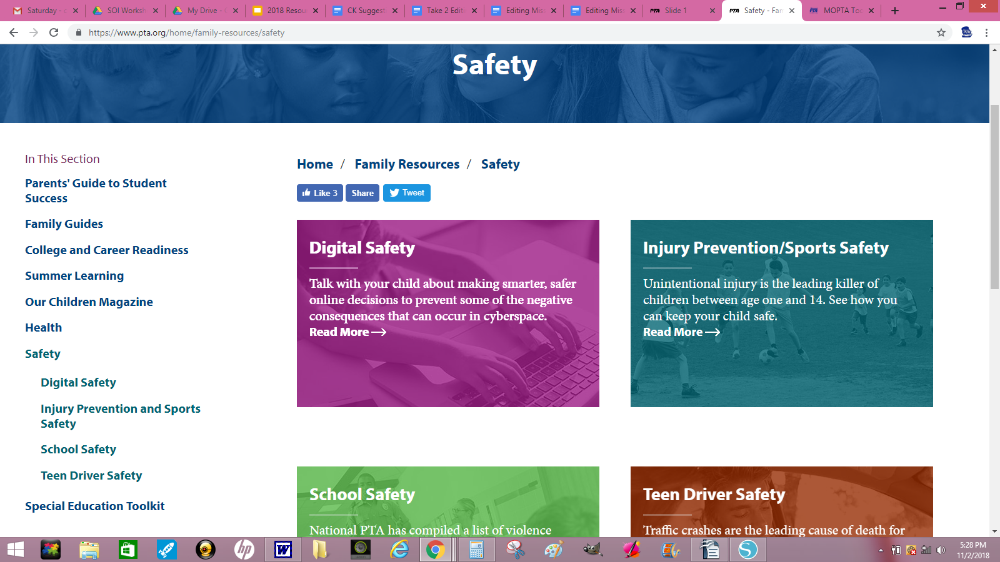 Saturday - c
SOI Worksh
My Drive - G
2018 Resou
CK Suggest
Take 2 Edit
Editing Mis
Editing Mis
PTA Slide 1
PTA Safety - Fam
PTA MOPTA Too
https://www.pta.org/home/family-resources/safety
Safety
In This Section
Parents' Guide to Student
Success
Family Guides
College and Career Readiness
Summer Learning
Our Children Magazine
Health
Safety
Digital Safety
Injury Prevention and Sports
Safety
School Safety
Teen Driver Safety
Special Education Toolkit
Home / Family Resources / Safety
Like 3 Share Tweet
Digital Safety
Talk with your child about making smarter, safer
online decisions to prevent some of the negative
consequences that can occur in cyberspace.
Read More
Injury Prevention/Sports Safety
Unintentional injury is the leading killer of
children between age one and 14. See how you
can keep your child safe.
Read More
School Safety
National PTA has compiled a list of violence
Teen Driver Safety
Traffic crashes are the leading cause of death for
hp
W
S
5:28 PM
11/2/2018